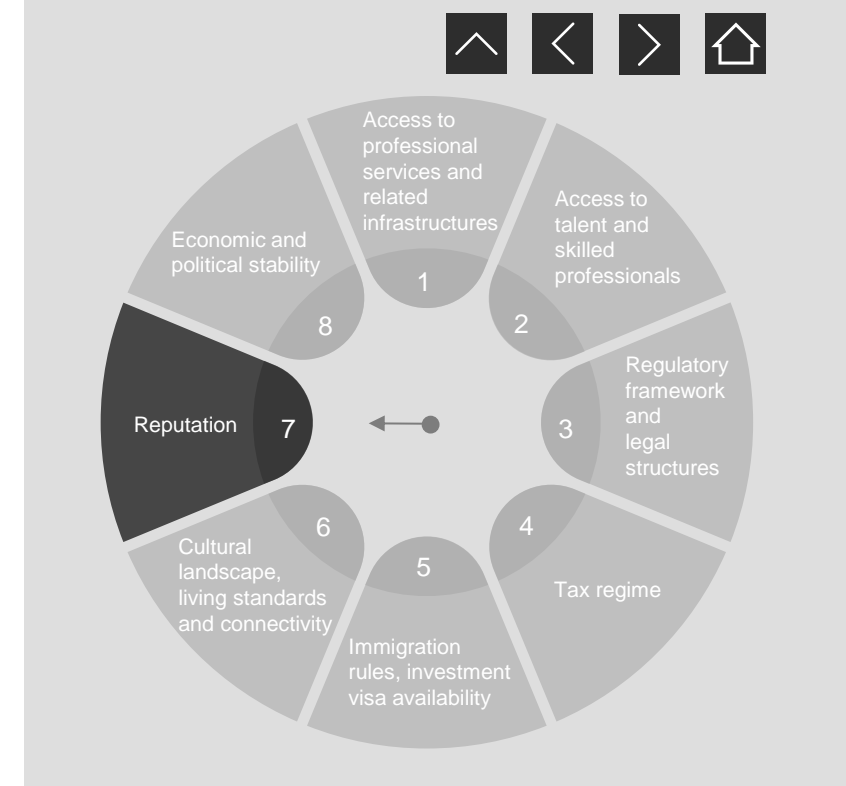 Access to
professional
services and
related
infrastructures
1
Access to
talent and
skilled
professionals
2
Regulatory
framework
and
legal
structures
3
4
Tax regime
5
Immigration
rules, investment
visa availability
6
Cultural
landscape,
living standards
and connectivity
Reputation
7
Economic and
political stability
8